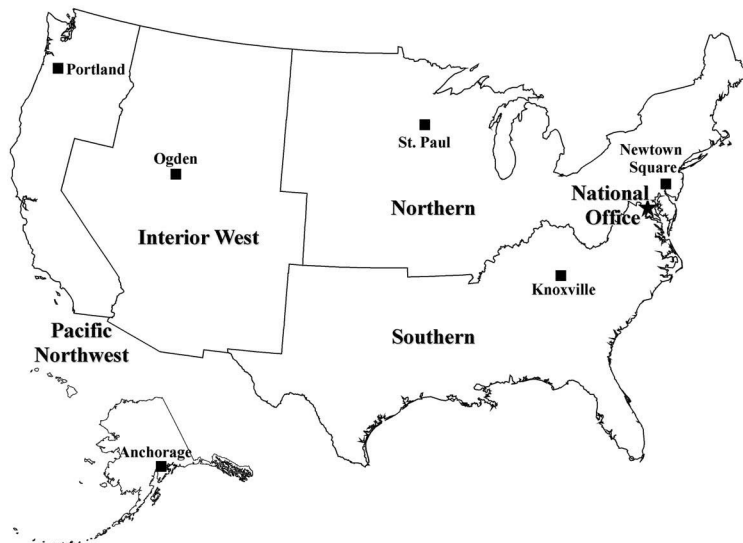 Portland
St. Paul
Newtown
Square
Ogden
National
Office
Northern
Interior West
Knoxville
Pacific
Northwest
Southern
Anchorage